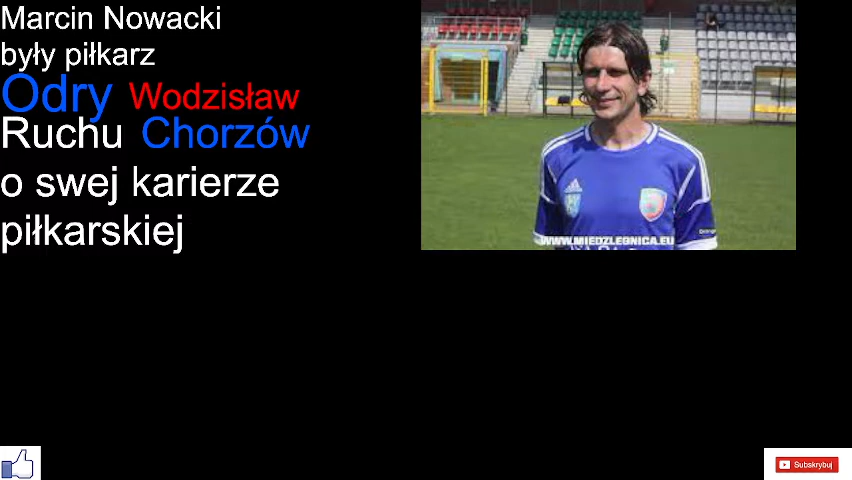 Marcin Nowacki
były piłkarz
Odry Wodzisław
Ruchu Chorzów
o swej karierze
piłkarskiej
WWW.MIEDZLEGNICA.EU
Subskrybuj